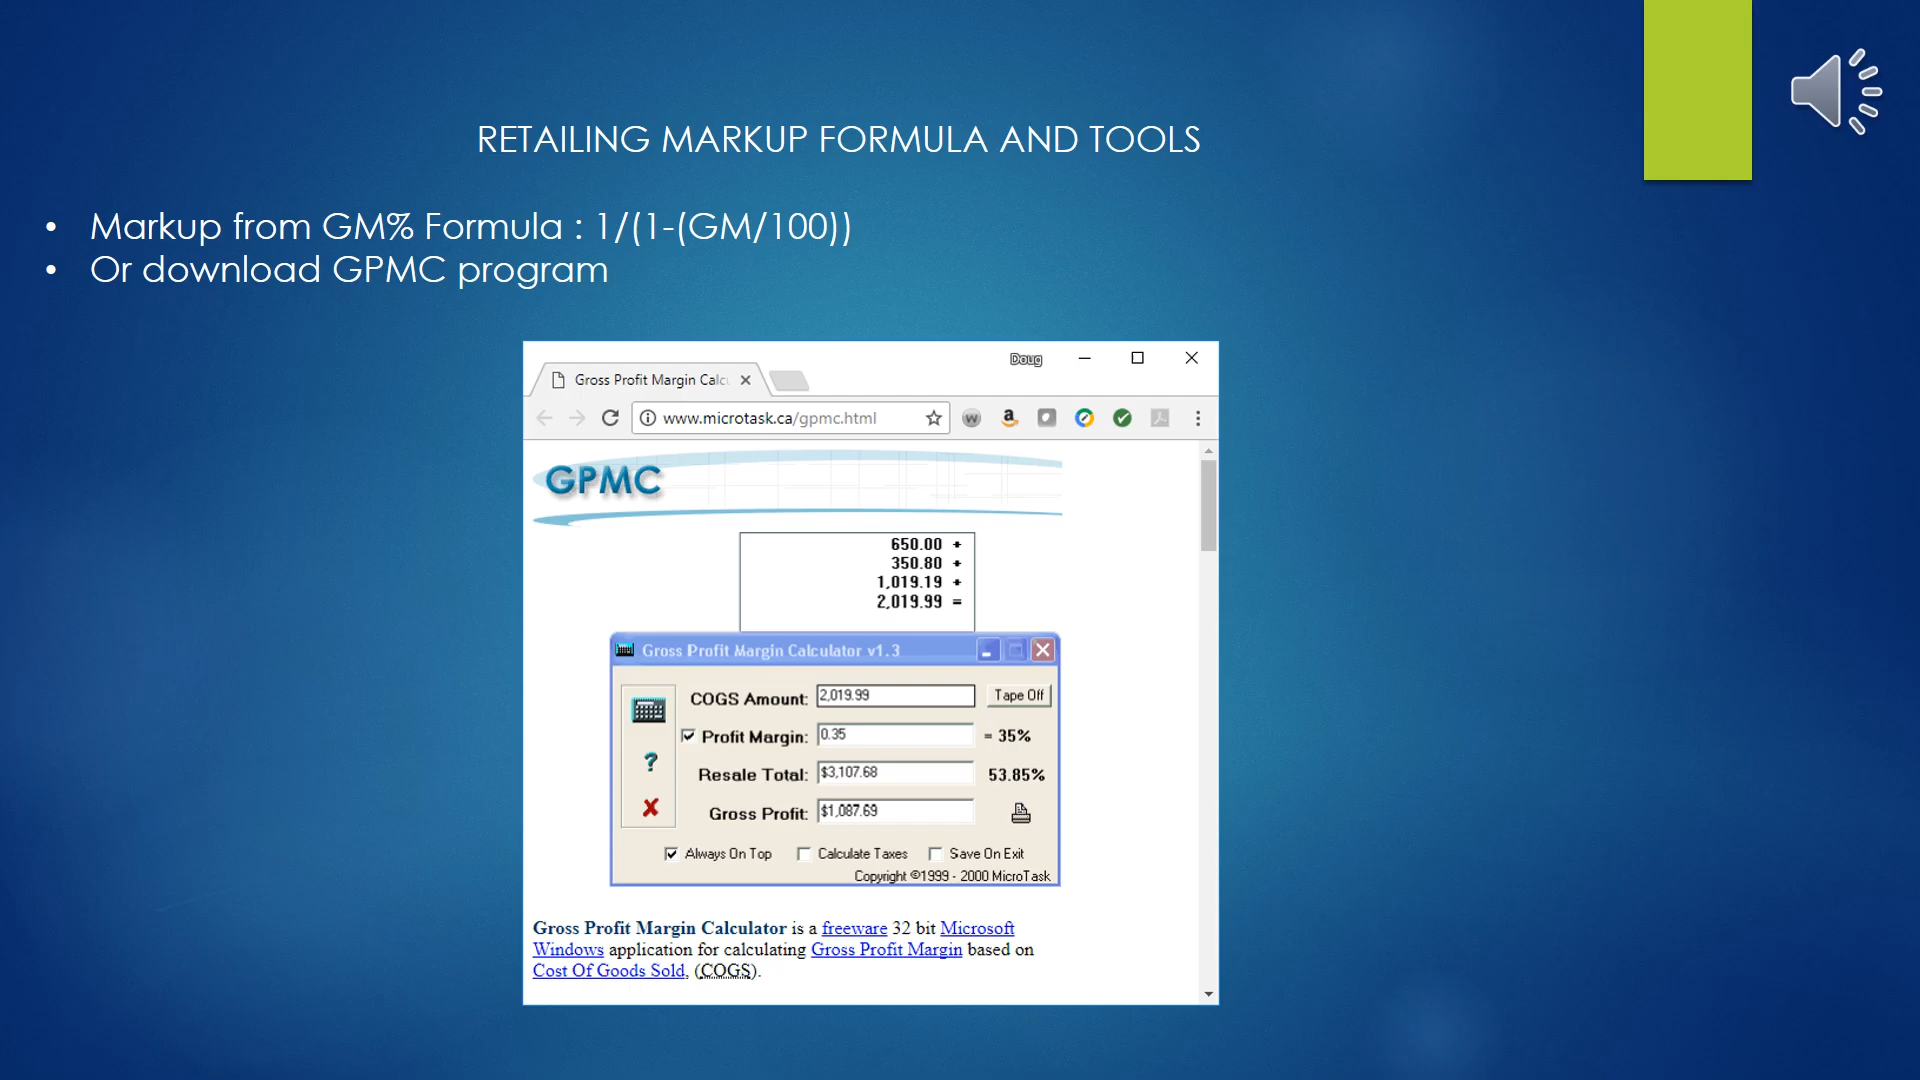 RETAILING MARKUP FORMULA AND TOOLS
• Markup from GM% Formula : 1/(1-(GM/100))
• Or download GPMC program
Doug
Gross Profit Margin Calc
www.microtask.ca/gpmc.html
GPMC
650.00 +
350.80 +
1,019.19 +
2,019.99 =
Gross Profit Margin Calculator v1.3
COGS Amount: 2,019.99 Tape Off
Profit Margin: 0.35 = 35%
Resale Total: $3,107.68 53.85%
Gross Profit: $1,087.69
Always On Top Calculate Taxes Save On Exit
Copyright ©1999 - 2000 MicroTask
Gross Profit Margin Calculator is a freeware 32 bit Microsoft
Windows application for calculating Gross Profit Margin based on
Cost Of Goods Sold, (COGS).